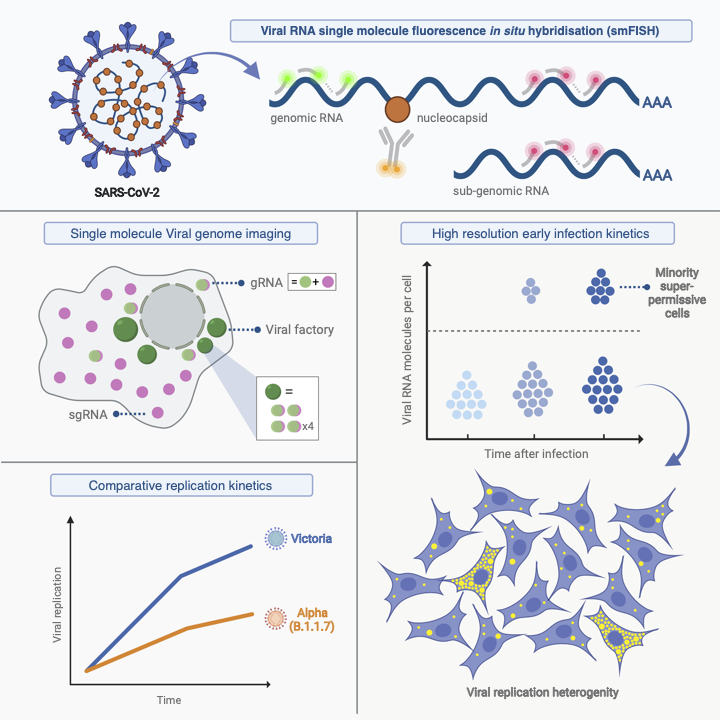 Viral RNA single molecule fluorescence in situ hybridisation (smFISH)
SARS-CoV-2
genomic RNA
nucleocapsid
AAA
sub-genomic RNA
AAA
Single molecule Viral genome imaging
gRNA
= +
Viral factory
sgRNA
=
x4
High resolution early infection kinetics
Viral RNA molecules per cell
Minority
super-
permissive
cells
Time after infection
Comparative replication kinetics
Viral replication
Victoria
Alpha
(B.1.1.7)
Time
Viral replication heterogenity